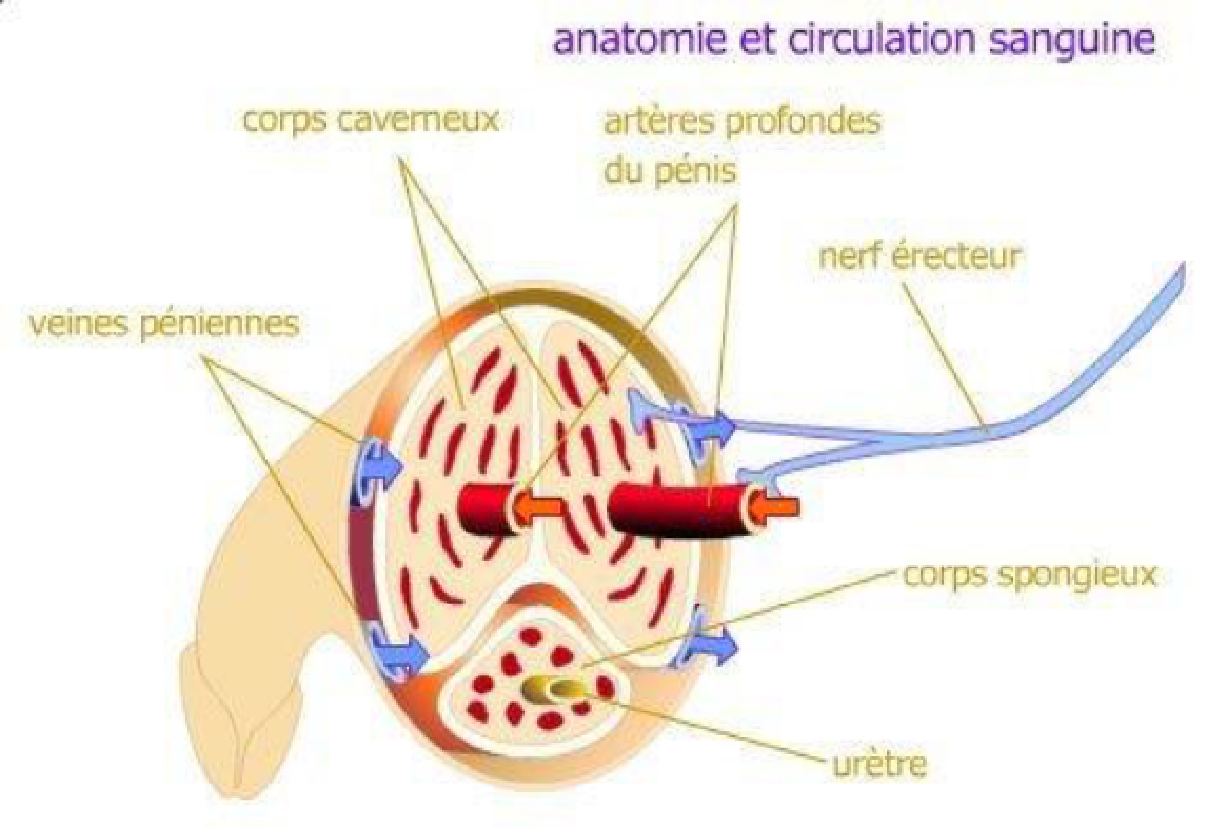 anatomie et circulation sanguine
corps caverneux
artères profondes
du pénis
nerf érecteur
veines péniennes
corps spongieux
urètre